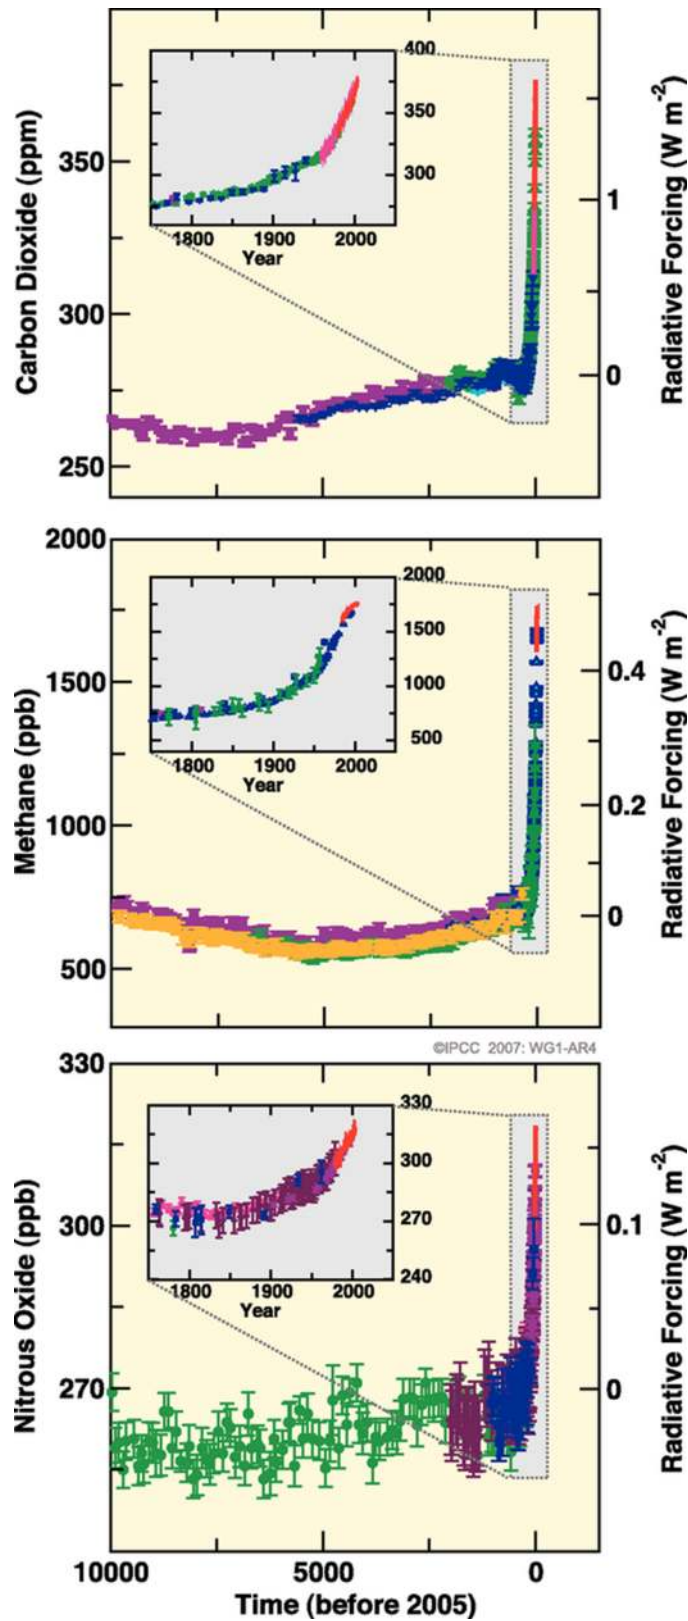 400
350
300
1800 1900 2000
Year
350
300
250
Carbon Dioxide (ppm)
1
0
Radiative Forcing (W m-2)
2000
1500
1000
500
Methane (ppb)
2000
1500
1000
500
1800 1900 2000
Year
0.4
0.2
0
Radiative Forcing (W m-2)
©IPCC 2007: WG1-AR4
330
300
270
Nitrous Oxide (ppb)
330
300
270
240
1800 1900 2000
Year
0.1
0
Radiative Forcing (W m-2)
10000 5000 0
Time (before 2005)